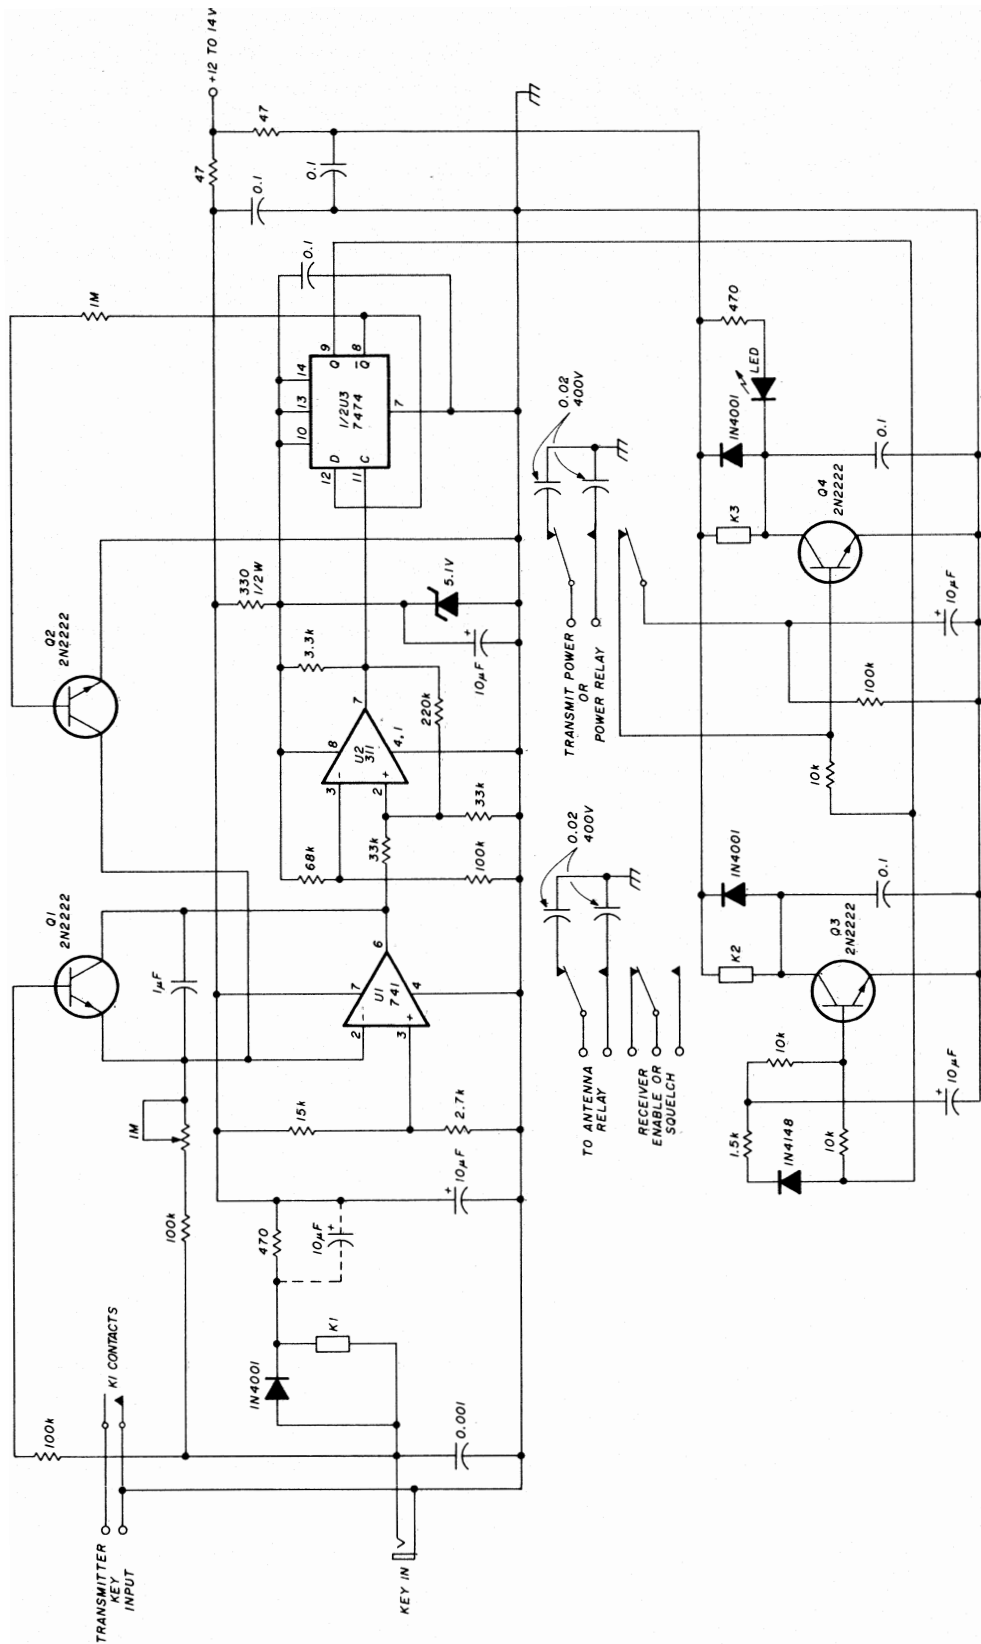 TRANSMITTER
KEY
INPUT
K1 CONTACTS
100k
100k
1M
Q1
2N2222
1µF
Q2
2N2222
1M
+12 TO 14V
47
47
0.1
0.1
0.1
KEY IN
0.001
1N4001
K1
470
10µF
+
10µF
+
15k
2.7k
2
-
3
+
U1
741
7
4
6
68k
33k
100k
33k
3
-
2
+
U2
311
8
4,1
7
220k
3.3k
330
1/2W
10µF
+
5.1V
12
D
11
C
1/2U3
7474
10
13
14
Q
9
Q̅
8
7
TO ANTENNA
RELAY
RECEIVER
ENABLE OR
SQUELCH
0.02
400V
TRANSMIT POWER
OR
POWER RELAY
0.02
400V
1.5k
1N4148
10k
10k
10µF
+
Q3
2N2222
K2
1N4001
0.1
10k
100k
10µF
+
Q4
2N2222
K3
1N4001
LED
470
0.1